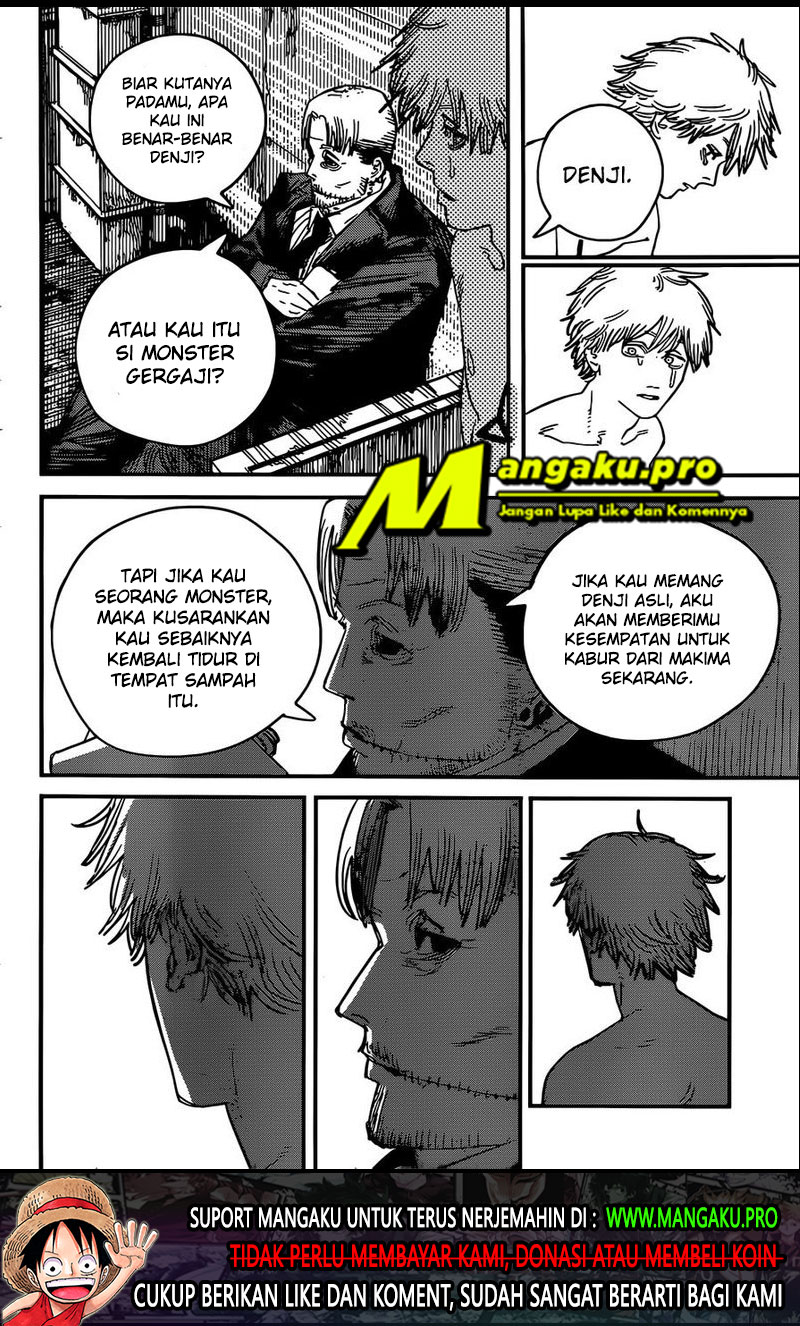 DENJI.
BIAR KUTANYA
PADAMU, APA
KAU INI
BENAR-BENAR
DENJI?
ATAU KAU ITU
SI MONSTER
GERGAJI?
Mangaku.pro
Jangan Lupa Like dan Komennya
JIKA KAU MEMANG
DENJI ASLI, AKU
AKAN MEMBERIMU
KESEMPATAN UNTUK
KABUR DARI MAKIMA
SEKARANG.
TAPI JIKA KAU
SEORANG MONSTER,
MAKA KUSARANKAN
KAU SEBAIKNYA
KEMBALI TIDUR DI
TEMPAT SAMPAH
ITU.
SUPORT MANGAKU UNTUK TERUS NERJEMAHIN DI : WWW.MANGAKU.PRO
TIDAK PERLU MEMBAYAR KAMI, DONASI ATAU MEMBELI KOIN
CUKUP BERIKAN LIKE DAN KOMENT, SUDAH SANGAT BERARTI BAGI KAMI